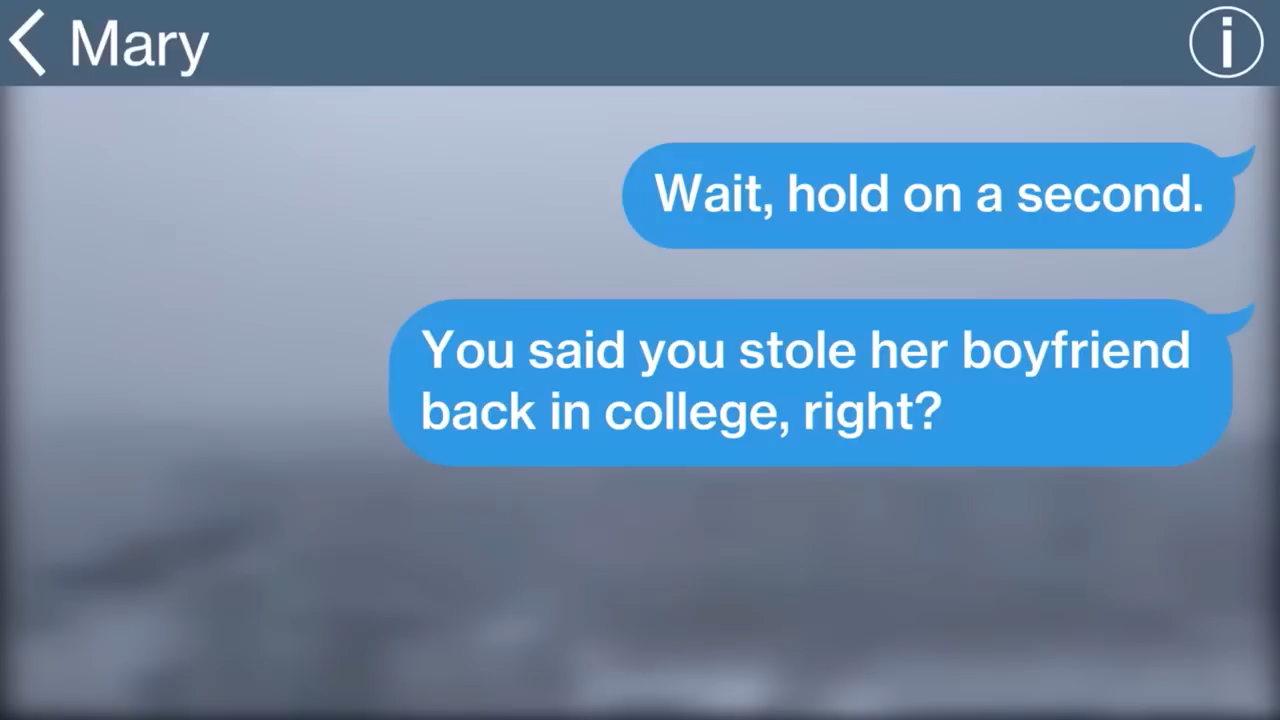 Mary
Wait, hold on a second.
You said you stole her boyfriend
back in college, right?